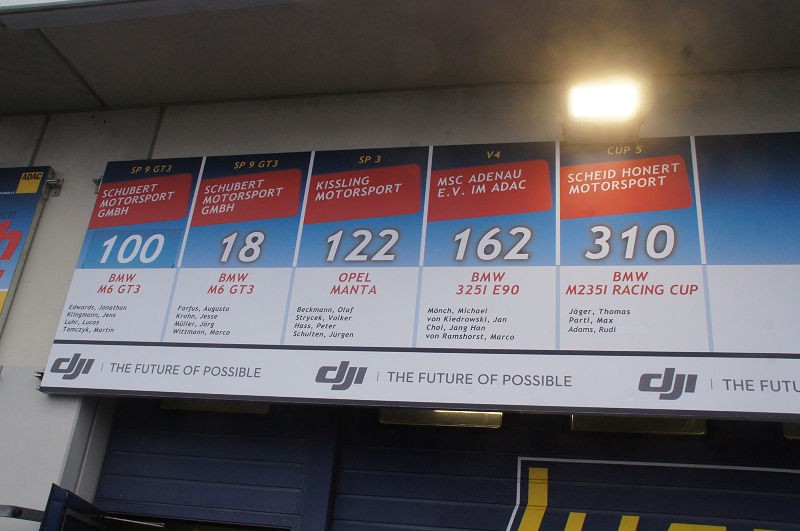 ADAC
SP 9 GT3
SCHUBERT
MOTORSPORT
GMBH
100
BMW
M6 GT3
Edwards, Jonathan
Klingmann, Jens
Luhr, Lucas
Tomczyk, Martin
SP 9 GT3
SCHUBERT
MOTORSPORT
GMBH
18
BMW
M6 GT3
Farfus, Augusto
Krohn, Jesse
Müller, Jörg
Wittmann, Marco
SP 3
KISSLING
MOTORSPORT
122
OPEL
MANTA
Beckmann, Olaf
Strycek, Volker
Hass, Peter
Schulten, Jürgen
V4
MSC ADENAU
E.V. IM ADAC
162
BMW
325I E90
Mönch, Michael
von Kiedrowski, Jan
Choi, Jang Han
von Ramshorst, Marco
CUP 5
SCHEID HONERT
MOTORSPORT
310
BMW
M235I RACING CUP
Jäger, Thomas
Partl, Max
Adams, Rudi
dji THE FUTURE OF POSSIBLE
dji THE FUTURE OF POSSIBLE
dji THE FUTU